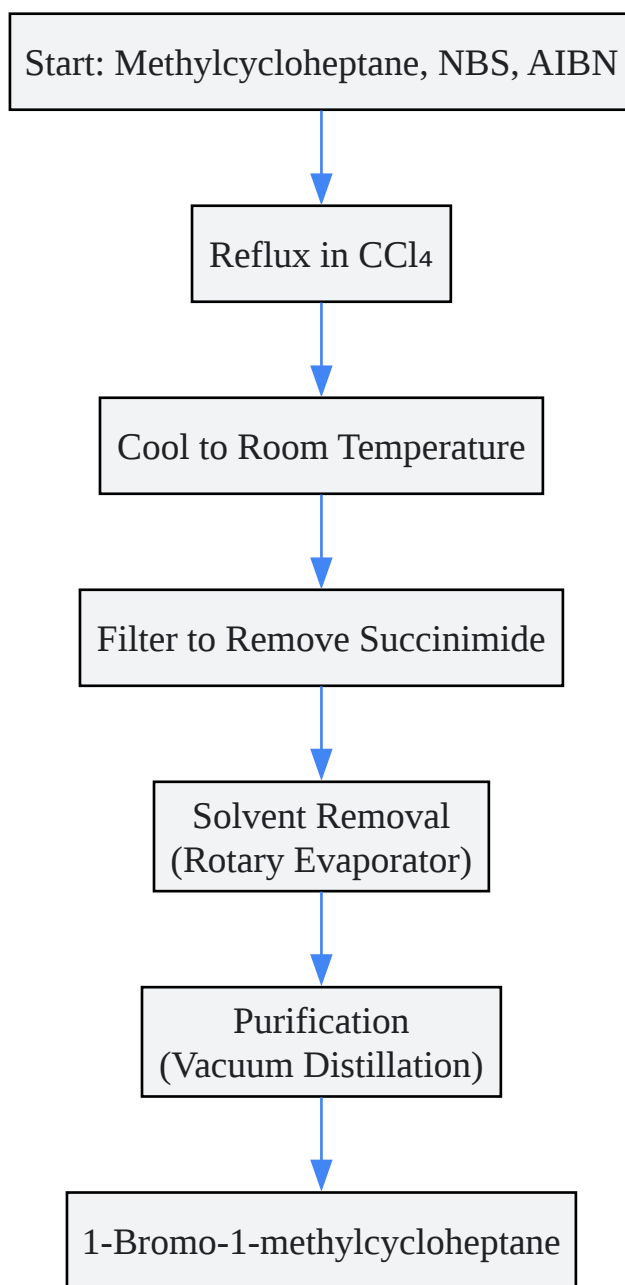 Start: Methylcycloheptane, NBS, AIBN
Reflux in CCl₄
Cool to Room Temperature
Filter to Remove Succinimide
Solvent Removal
(Rotary Evaporator)
Purification
(Vacuum Distillation)
1-Bromo-1-methylcycloheptane